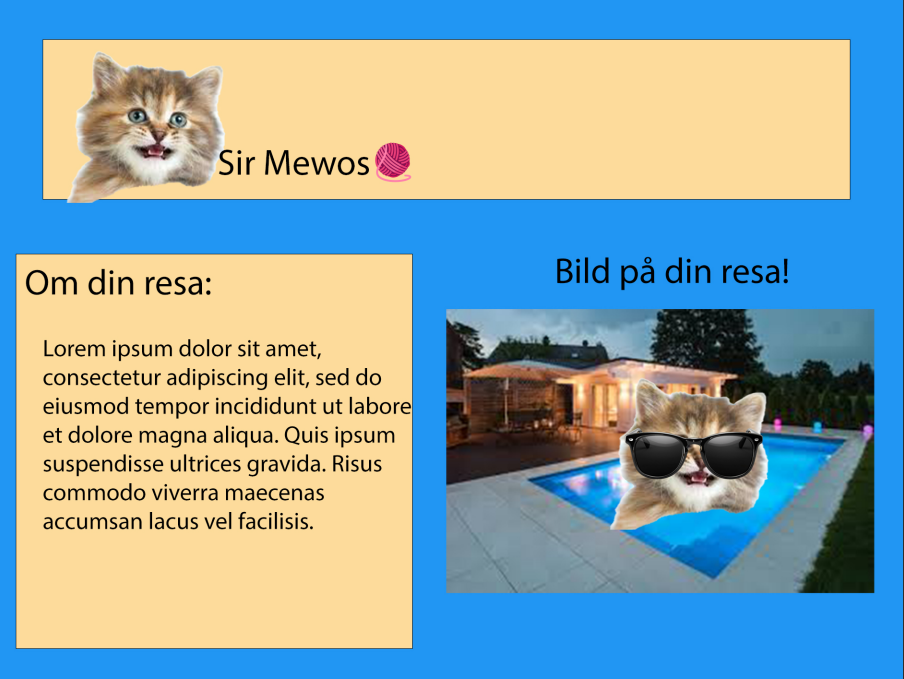 Sir Mewos
Om din resa:
Lorem ipsum dolor sit amet,
consectetur adipiscing elit, sed do
eiusmod tempor incididunt ut labore
et dolore magna aliqua. Quis ipsum
suspendisse ultrices gravida. Risus
commodo viverra maecenas
accumsan lacus vel facilisis.
Bild på din resa!